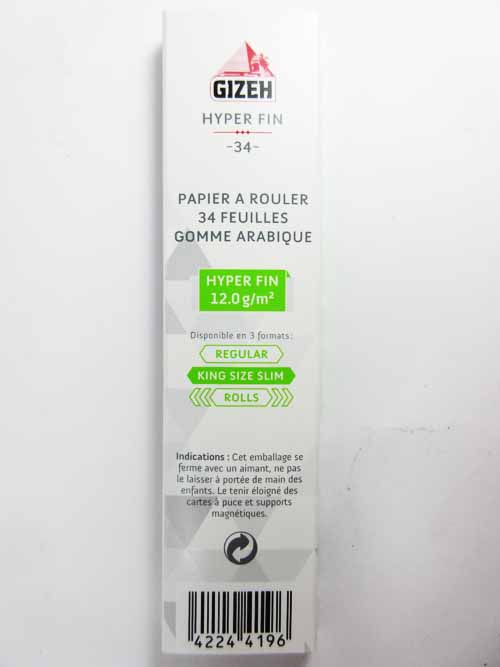 GIZEH
HYPER FIN
-34-
PAPIER A ROULER
34 FEUILLES
GOMME ARABIQUE
HYPER FIN
12.0 g/m²
Disponible en 3 formats:
REGULAR
KING SIZE SLIM
ROLLS
Indications : Cet emballage se
ferme avec un aimant, ne pas
le laisser à portée de main des
enfants. Le tenir éloigné des
cartes à puce et supports
magnétiques.
4224 4196